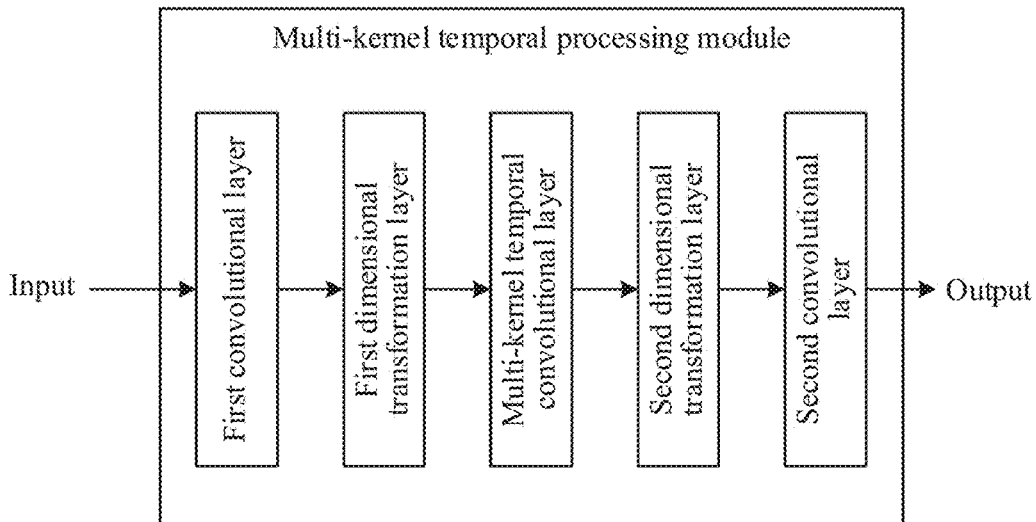 Multi-kernel temporal processing module
Input
First convolutional layer
First dimensional
transformation layer
Multi-kernel temporal
convolutional layer
Second dimensional
transformation layer
Second convolutional
layer
Output